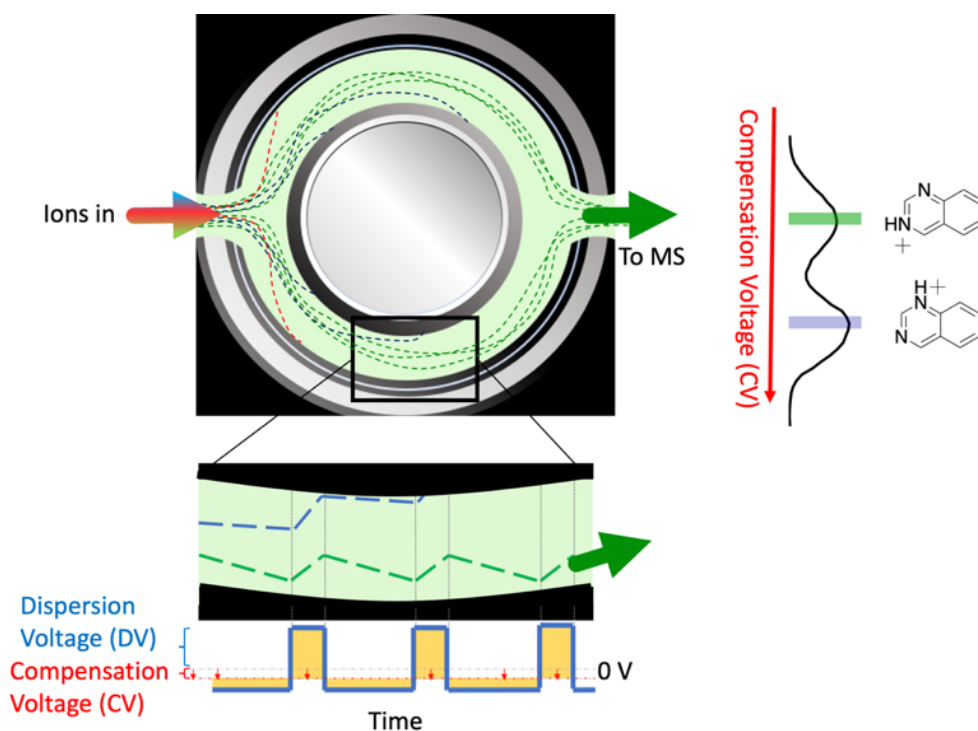 Ions in
To MS
Compensation Voltage (CV)
N
HN
+
H
N+
N
Dispersion
Voltage (DV)
Compensation
Voltage (CV)
0 V
Time